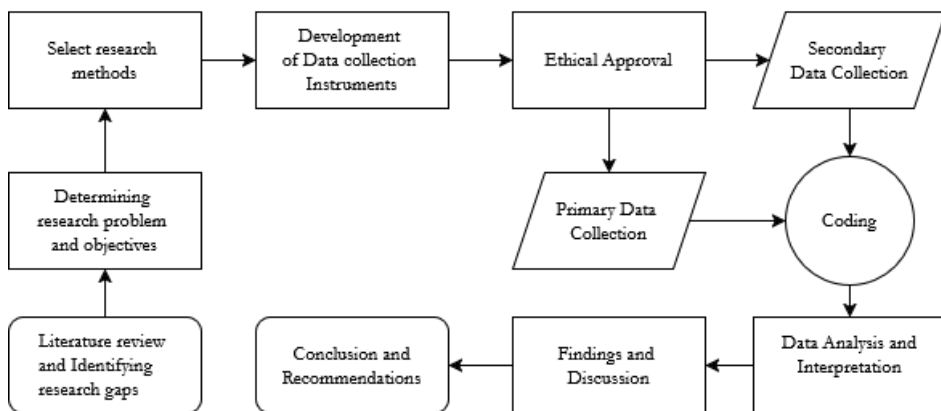 Select research
methods
Development
of Data collection
Instruments
Ethical Approval
Secondary
Data Collection
Determining
research problem
and objectives
Primary Data
Collection
Coding
Literature review
and Identifying
research gaps
Conclusion and
Recommendations
Findings and
Discussion
Data Analysis and
Interpretation